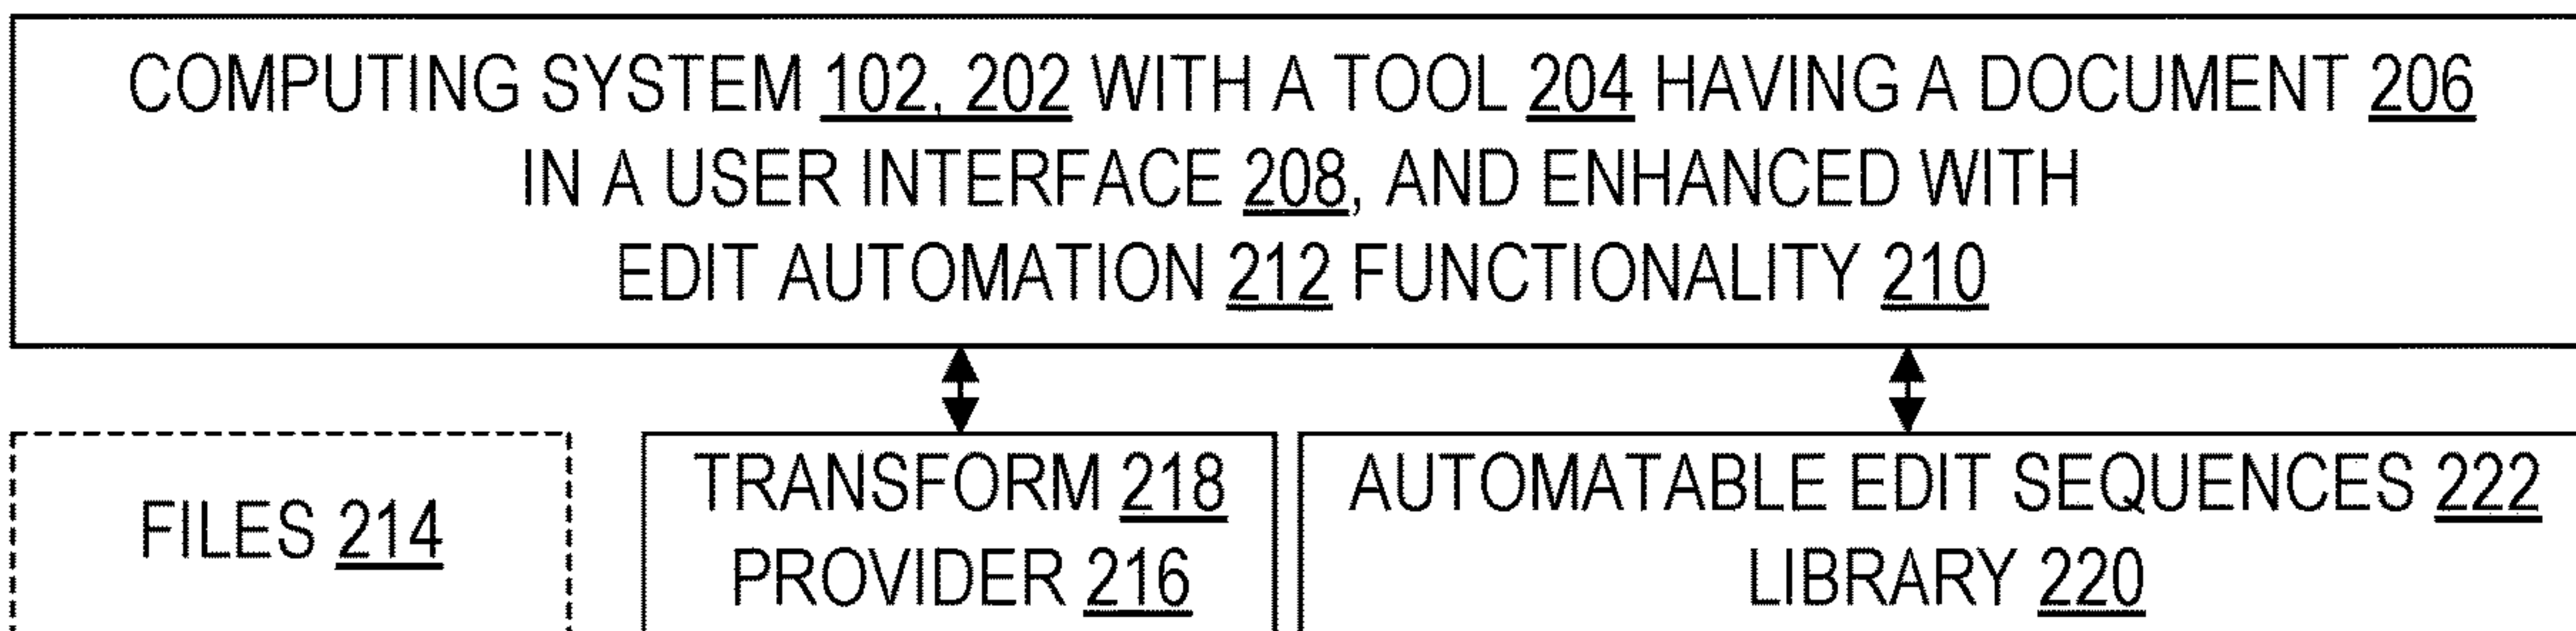 COMPUTING SYSTEM 102, 202 WITH A TOOL 204 HAVING A DOCUMENT 206
IN A USER INTERFACE 208, AND ENHANCED WITH
EDIT AUTOMATION 212 FUNCTIONALITY 210
FILES 214
TRANSFORM 218
PROVIDER 216
AUTOMATABLE EDIT SEQUENCES 222
LIBRARY 220